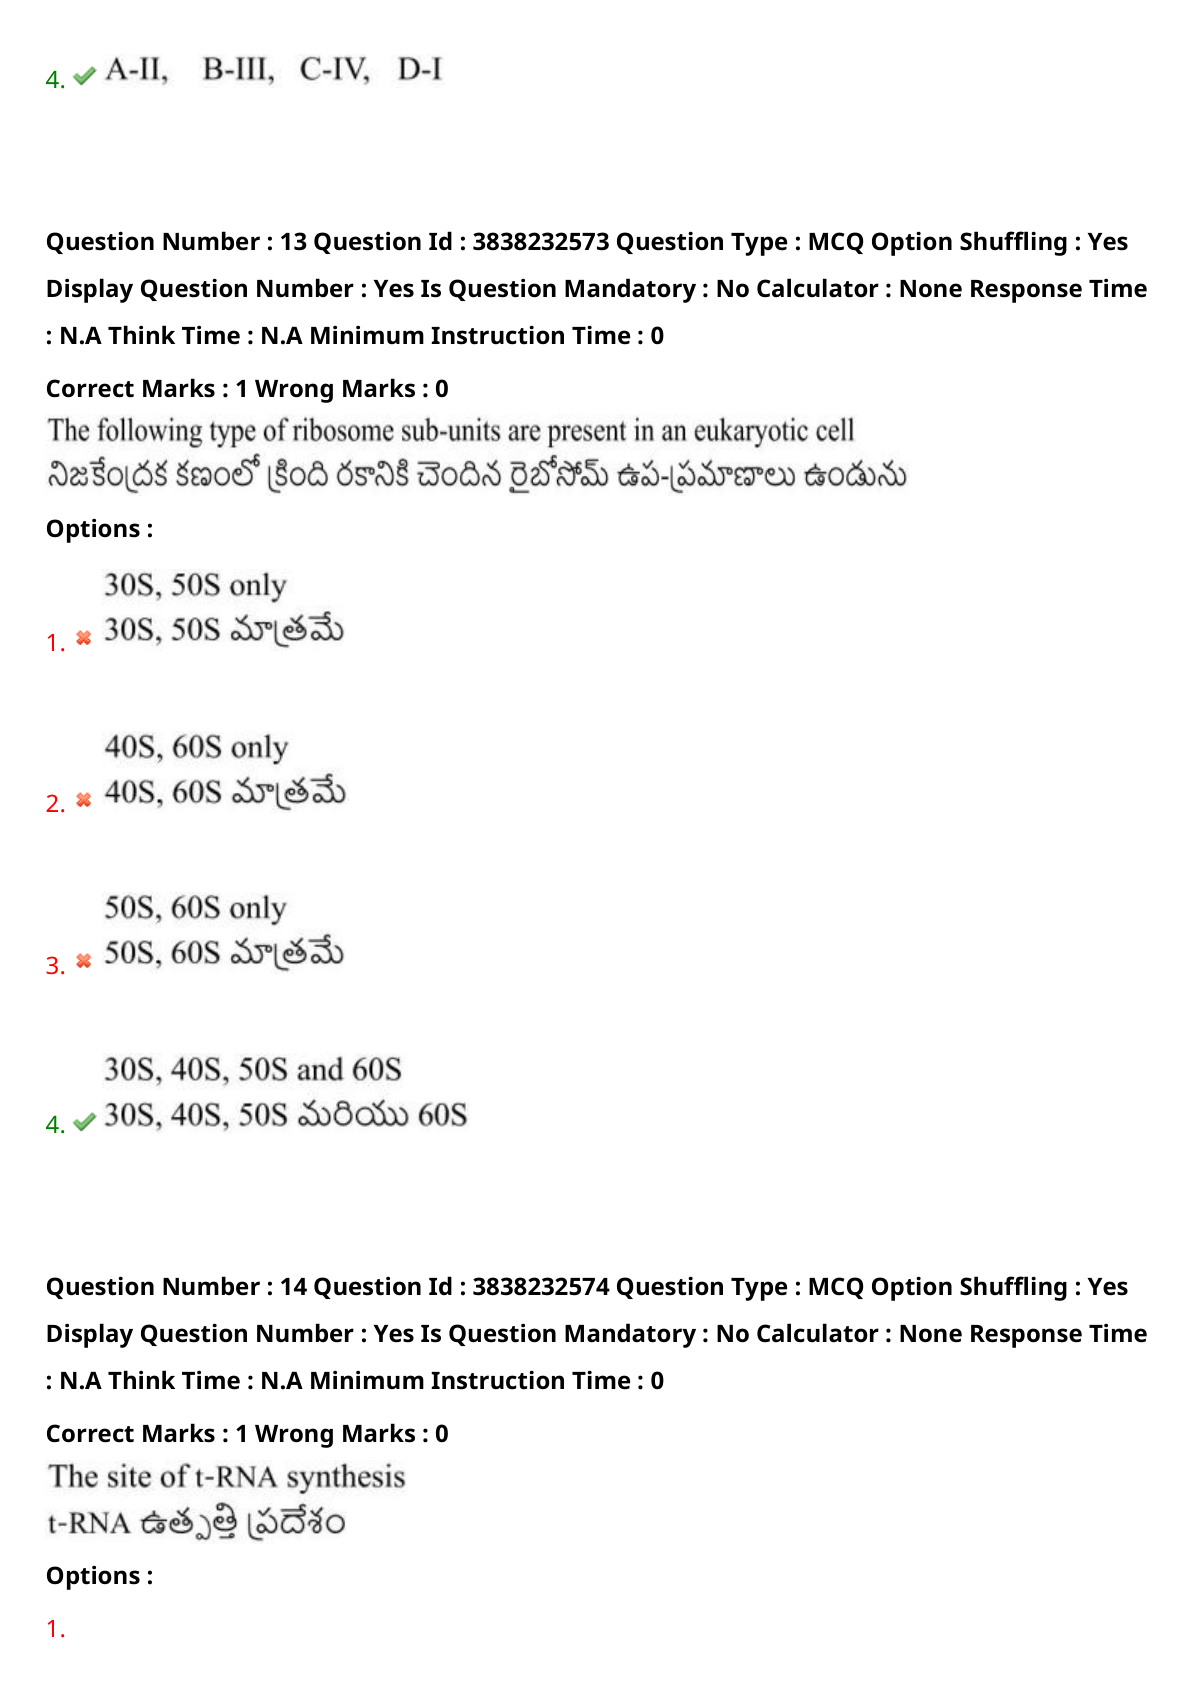 4. A-II, B-III, C-IV, D-I
Question Number : 13 Question Id : 3838232573 Question Type : MCQ Option Shuffling : Yes
Display Question Number : Yes Is Question Mandatory : No Calculator : None Response Time
: N.A Think Time : N.A Minimum Instruction Time : 0
Correct Marks : 1 Wrong Marks : 0
The following type of ribosome sub-units are present in an eukaryotic cell
నిజకేంద్రక కణంలో క్రింది రకానికి చెందిన రైబోసోమ్ ఉప-ప్రమాణాలు ఉండును
Options :
30S, 50S only
1. 30S, 50S మాత్రమే
40S, 60S only
2. 40S, 60S మాత్రమే
50S, 60S only
3. 50S, 60S మాత్రమే
30S, 40S, 50S and 60S
4. 30S, 40S, 50S మరియు 60S
Question Number : 14 Question Id : 3838232574 Question Type : MCQ Option Shuffling : Yes
Display Question Number : Yes Is Question Mandatory : No Calculator : None Response Time
: N.A Think Time : N.A Minimum Instruction Time : 0
Correct Marks : 1 Wrong Marks : 0
The site of t-RNA synthesis
t-RNA ఉత్పత్తి ప్రదేశం
Options :
1.